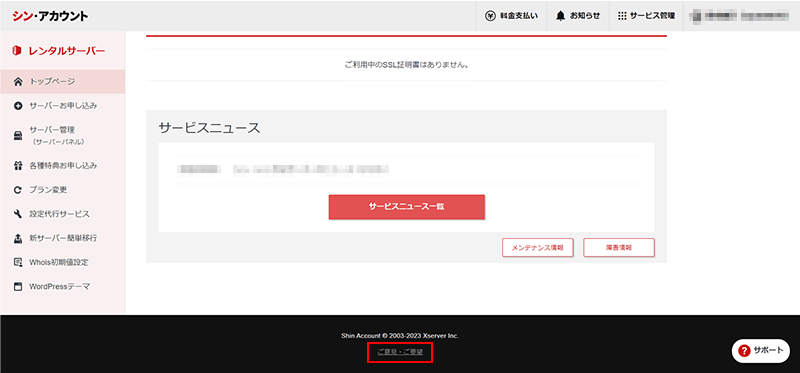 シン・アカウント
料金支払い
お知らせ
サービス管理
レンタルサーバー
トップページ
サーバーお申し込み
サーバー管理
(サーバーパネル)
各種特典お申し込み
プラン変更
設定代行サービス
新サーバー簡単移行
Whois初期値設定
WordPressテーマ
ご利用中のSSL証明書はありません。
サービスニュース
サービスニュース一覧
メンテナンス情報
障害情報
Shin Account © 2003-2023 Xserver Inc.
ご意見・ご要望
サポート